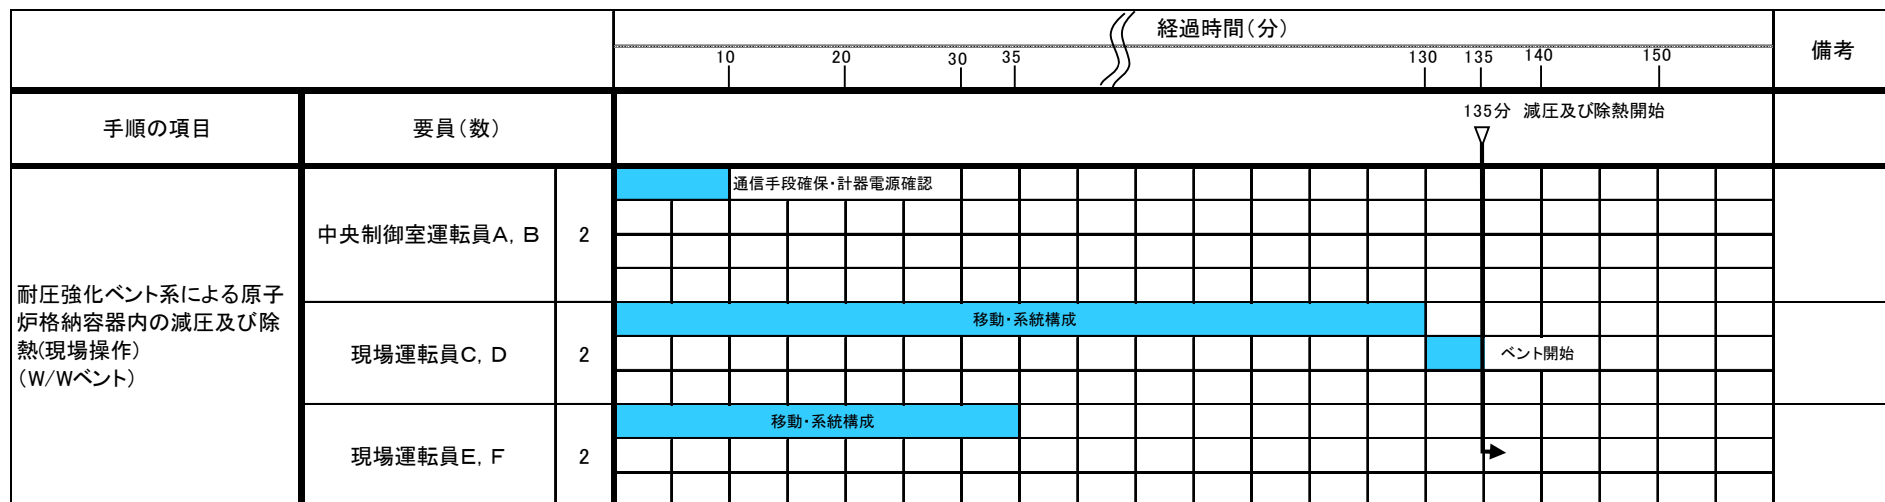 経過時間(分)
備考
10
20
30
35
130
135
140
150
手順の項目
要員(数)
135分 減圧及び除熱開始
耐圧強化ベント系による原子
炉格納容器内の減圧及び除
熱(現場操作)
(W/Wベント)
中央制御室運転員A, B
2
通信手段確保・計器電源確認
現場運転員C, D
2
移動・系統構成
ベント開始
現場運転員E, F
2
移動・系統構成